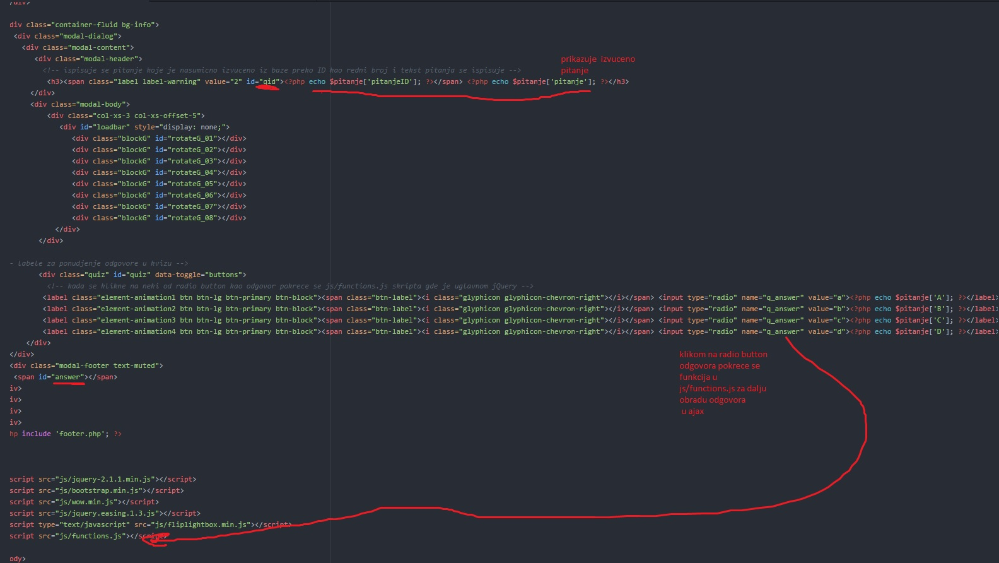 /div>
div class="container-fluid bg-info">
<div class="modal-dialog">
<div class="modal-content">
<div class="modal-header">
prikazuje izvuceno
pitanje
<!-- ispisuje se pitanje koje je nasumicno izvuceno iz baze preko ID kao redni broj i tekst pitanja se ispisuje -->
<h3><span class="label label-warning" value="2" id="qid"><?php echo $pitanje['pitanjeID']; ?></span> <?php echo $pitanje['pitanje']; ?></h3>
</div>
<div class="modal-body">
<div class="col-xs-3 col-xs-offset-5">
<div id="loadbar" style="display: none;">
<div class="blockG" id="rotateG_01"></div>
<div class="blockG" id="rotateG_02"></div>
<div class="blockG" id="rotateG_03"></div>
<div class="blockG" id="rotateG_04"></div>
<div class="blockG" id="rotateG_05"></div>
<div class="blockG" id="rotateG_06"></div>
<div class="blockG" id="rotateG_07"></div>
<div class="blockG" id="rotateG_08"></div>
</div>
</div>
- labele za ponudjenje odgovore u kvizu -->
<div class="quiz" id="quiz" data-toggle="buttons">
<!-- kada se klikne na neki od radio button kao odgovor pokrece se js/functions.js skripta gde je uglavnom jQuery -->
<label class="element-animation1 btn btn-lg btn-primary btn-block"><span class="btn-label"><i class="glyphicon glyphicon-chevron-right"></i></span> <input type="radio" name="q_answer" value="a"><?php echo $pitanje['A']; ?></label>
<label class="element-animation2 btn btn-lg btn-primary btn-block"><span class="btn-label"><i class="glyphicon glyphicon-chevron-right"></i></span> <input type="radio" name="q_answer" value="b"><?php echo $pitanje['B']; ?></label>
<label class="element-animation3 btn btn-lg btn-primary btn-block"><span class="btn-label"><i class="glyphicon glyphicon-chevron-right"></i></span> <input type="radio" name="q_answer" value="c"><?php echo $pitanje['C']; ?></label>
<label class="element-animation4 btn btn-lg btn-primary btn-block"><span class="btn-label"><i class="glyphicon glyphicon-chevron-right"></i></span> <input type="radio" name="q_answer" value="d"><?php echo $pitanje['D']; ?></label>
</div>
</div>
<div class="modal-footer text-muted">
<span id="answer"></span>
iv>
iv>
iv>
iv>
hp include 'footer.php'; ?>
klikom na radio button
odgovora pokrece se
funkcija u
js/functions.js za dalju
obradu odgovora
u ajax
script src="js/jquery-2.1.1.min.js"></script>
script src="js/bootstrap.min.js"></script>
script src="js/wow.min.js"></script>
script src="js/jquery.easing.1.3.js"></script>
script type="text/javascript" src="js/fliplightbox.min.js"></script>
script src="js/functions.js"></script>
ody>